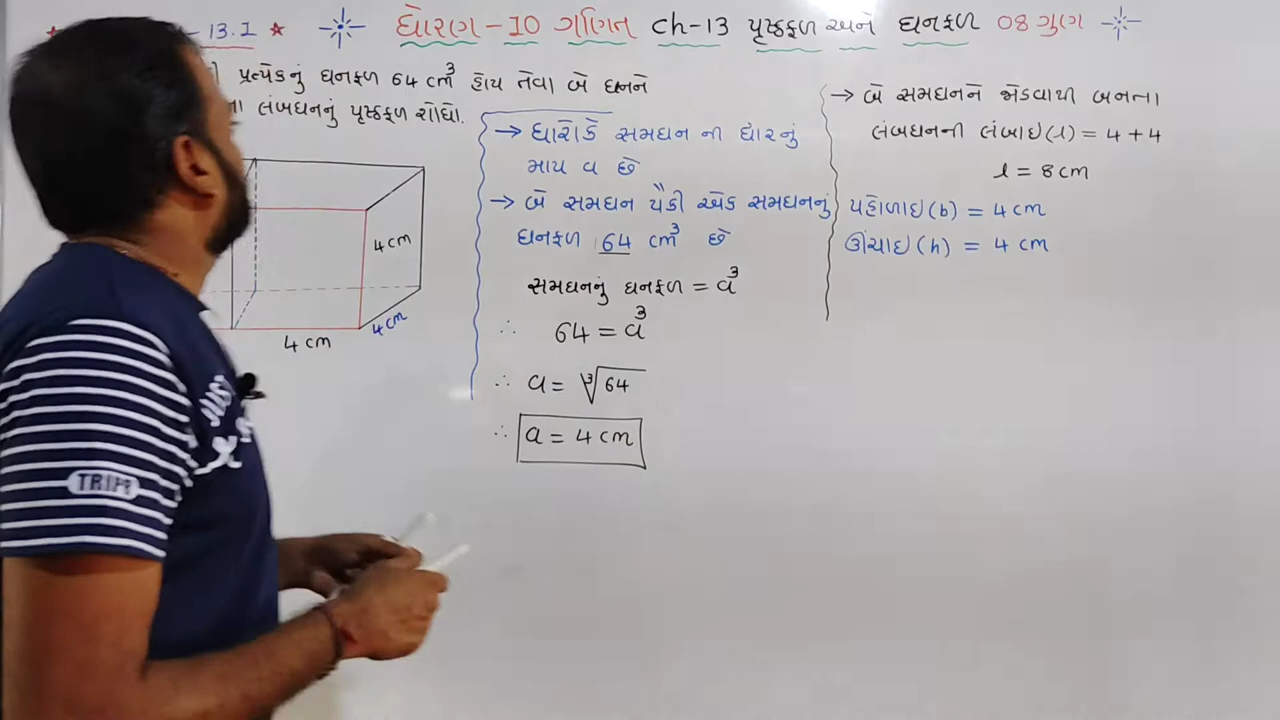 13.1 ધોરણ - 10 ગણિત ch-13 પૃષ્ઠફળ અને ઘનફળ 08 ગુણ
પ્રત્યેકનું ઘનફળ 64 cm³ હોય તેવા બે ઘનને
લંબઘનનું પૃષ્ઠફળ શોધો.
4 cm
4 cm
4 cm
→ ધારોકે સમઘન ની ધારનું
માપ a છે
→ બે સમઘન પૈકી એક સમઘનનું
ઘનફળ 64 cm³ છે
સમઘનનું ઘનફળ = a³
∴ 64 = a³
∴ a = ∛64
∴ a = 4 cm
→ બે સમઘનને જોડવાથી બનતા
લંબઘનની લંબાઇ(l) = 4 + 4
l = 8 cm
પહોળાઇ(b) = 4 cm
ઊંચાઇ(h) = 4 cm
TRIPR
JUST